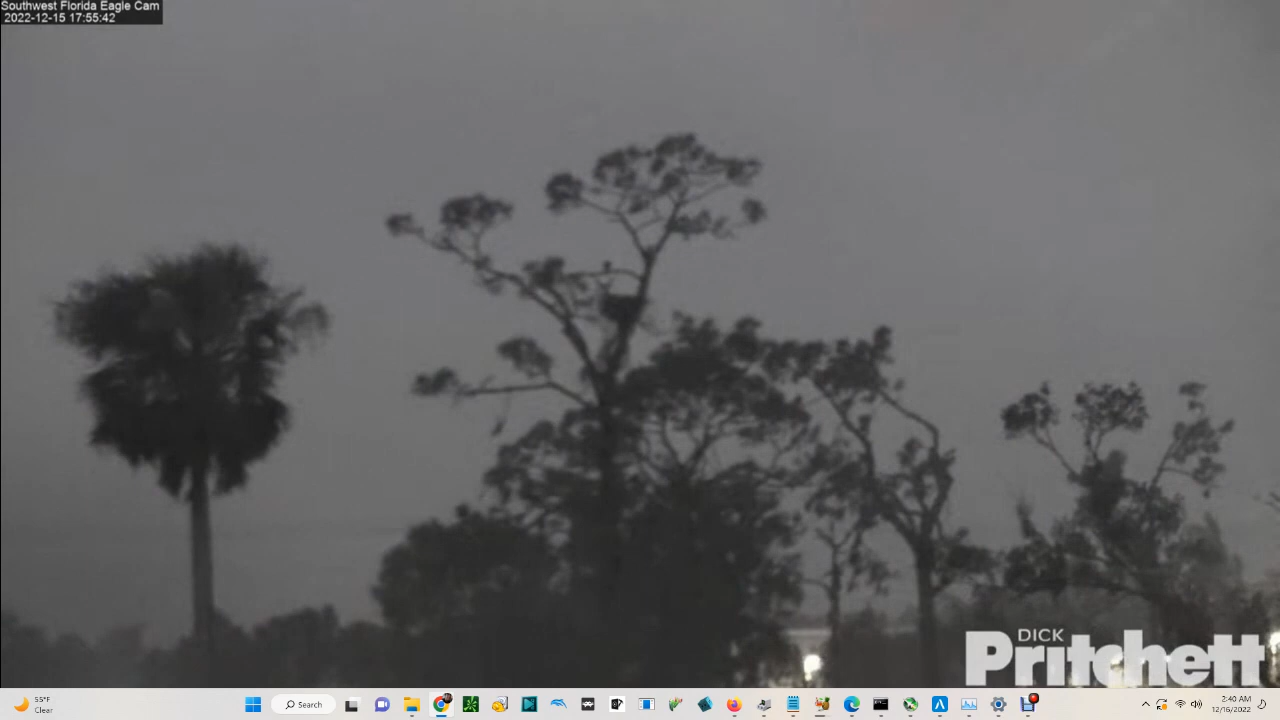 Southwest Florida Eagle Cam
2022-12-15 17:55:42
DICK
Pritchett
55°F
Clear
Search
2:40 AM
12/16/2022